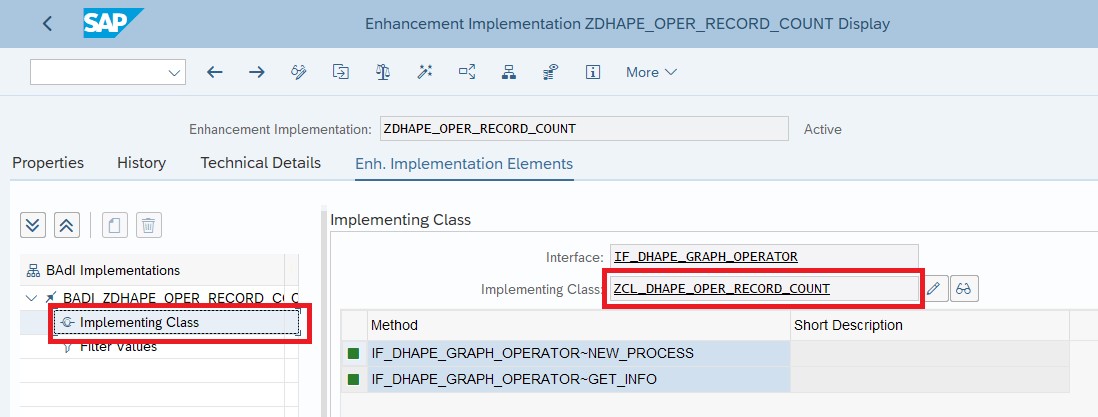 SAP
Enhancement Implementation ZDHAPE_OPER_RECORD_COUNT Display
More
Enhancement Implementation: ZDHAPE_OPER_RECORD_COUNT Active
Properties History Technical Details Enh. Implementation Elements
Implementing Class
Interface: IF_DHAPE_GRAPH_OPERATOR
BAdI Implementations
Implementing Class: ZCL_DHAPE_OPER_RECORD_COUNT
BADI_ZDHAPE_OPER_RECORD_C
Implementing Class
Filter Values
Method Short Description
IF_DHAPE_GRAPH_OPERATOR~NEW_PROCESS
IF_DHAPE_GRAPH_OPERATOR~GET_INFO